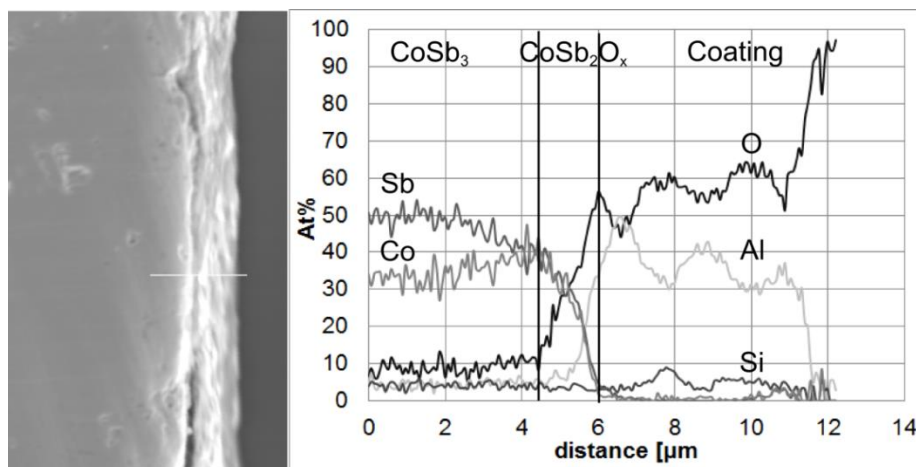 100
90
80
70
60
50
40
30
20
10
0
At%
CoSb₃
CoSb₂Oₓ
Coating
Sb
Co
O
Al
Si
0 2 4 6 8 10 12 14
distance [µm